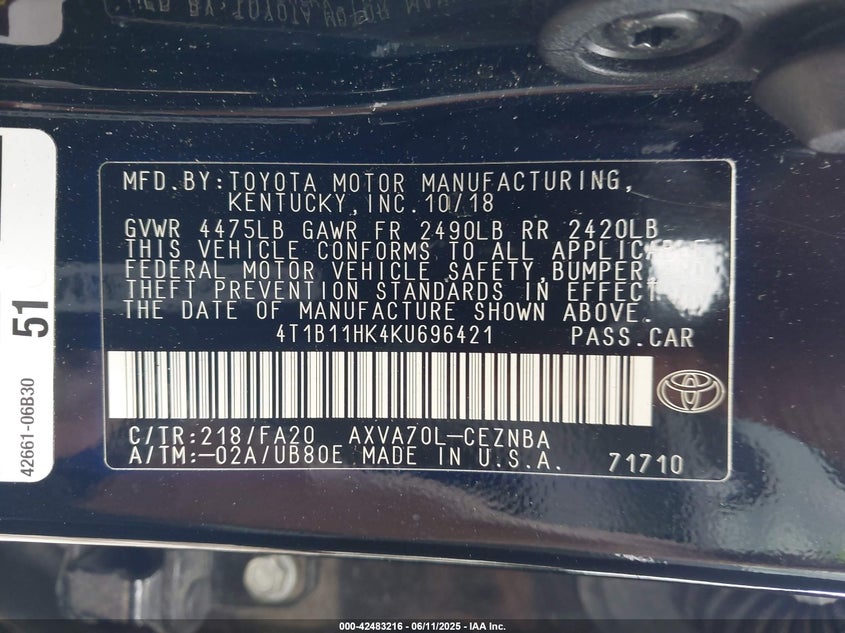 MFD.BY:TOYOTA MOTOR MANUFACTURING,
KENTUCKY,INC.10/18
GVWR 4475LB GAWR FR 2490LB RR 2420LB
THIS VEHICLE CONFORMS TO ALL APPLICABLE
FEDERAL MOTOR VEHICLE SAFETY,BUMPER,
THEFT PREVENTION STANDARDS IN EFFECT
THE DATE OF MANUFACTURE SHOWN ABOVE.
4T1B11HK4KU696421 PASS.CAR
C/TR:218/FA20 AXVA70L-CEZNBA
A/TM:-02A/UB80E MADE IN U.S.A. 71710
51
42661-06B30
000-42483216 - 06/11/2025 - IAA Inc.